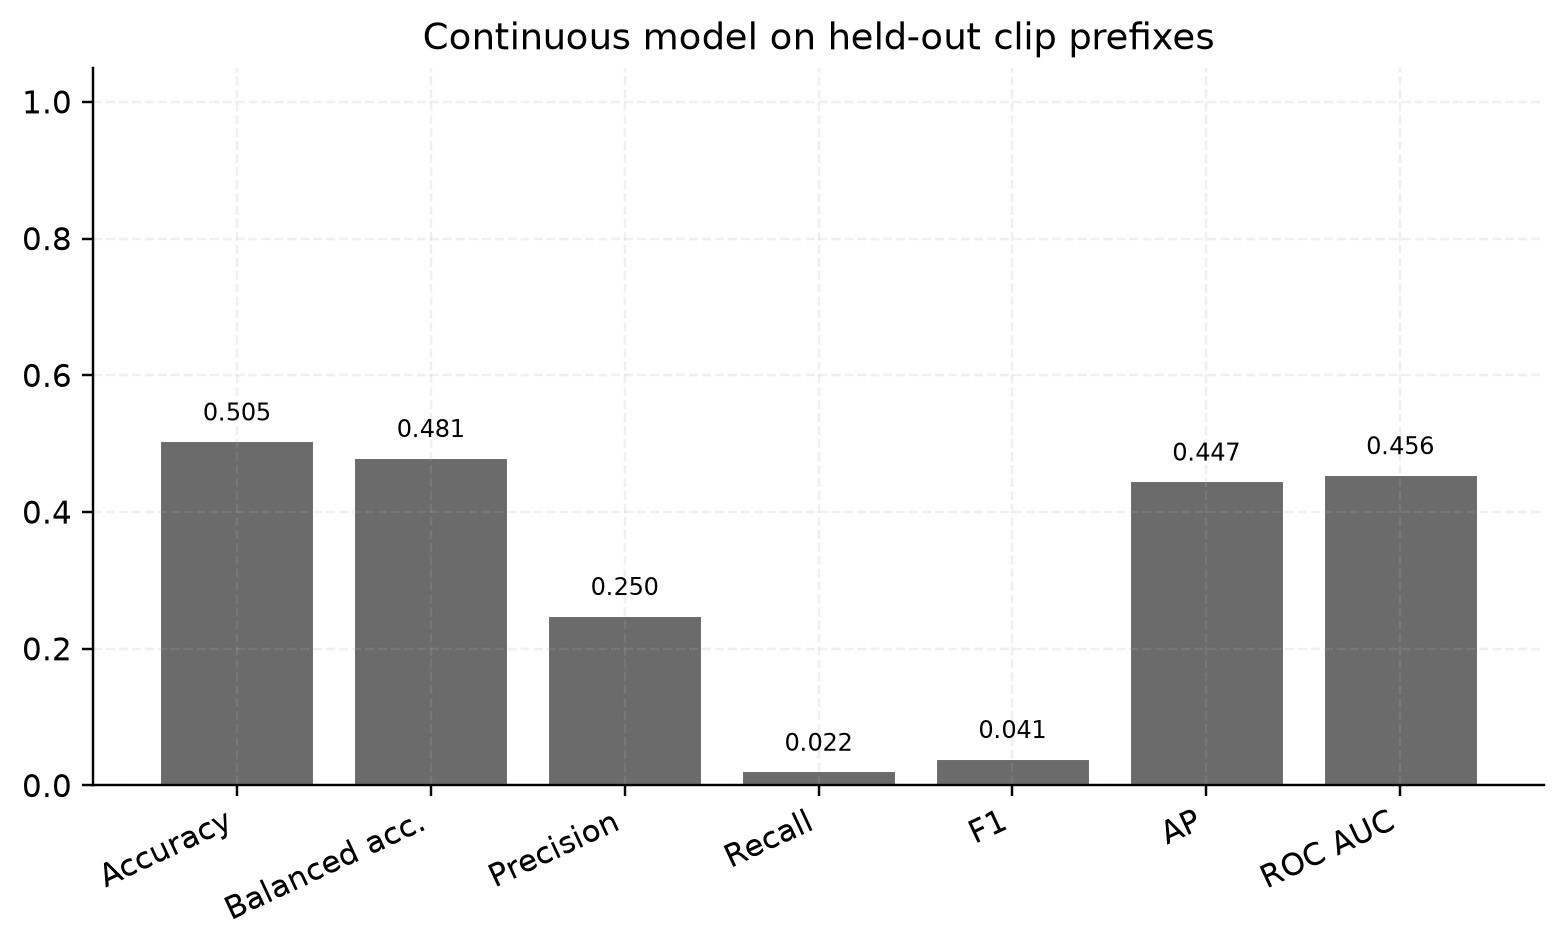 Continuous model on held-out clip prefixes
1.0
0.8
0.6
0.4
0.2
0.0
0.505
0.481
0.250
0.022
0.041
0.447
0.456
Accuracy
Balanced acc.
Precision
Recall
F1
AP
ROC AUC